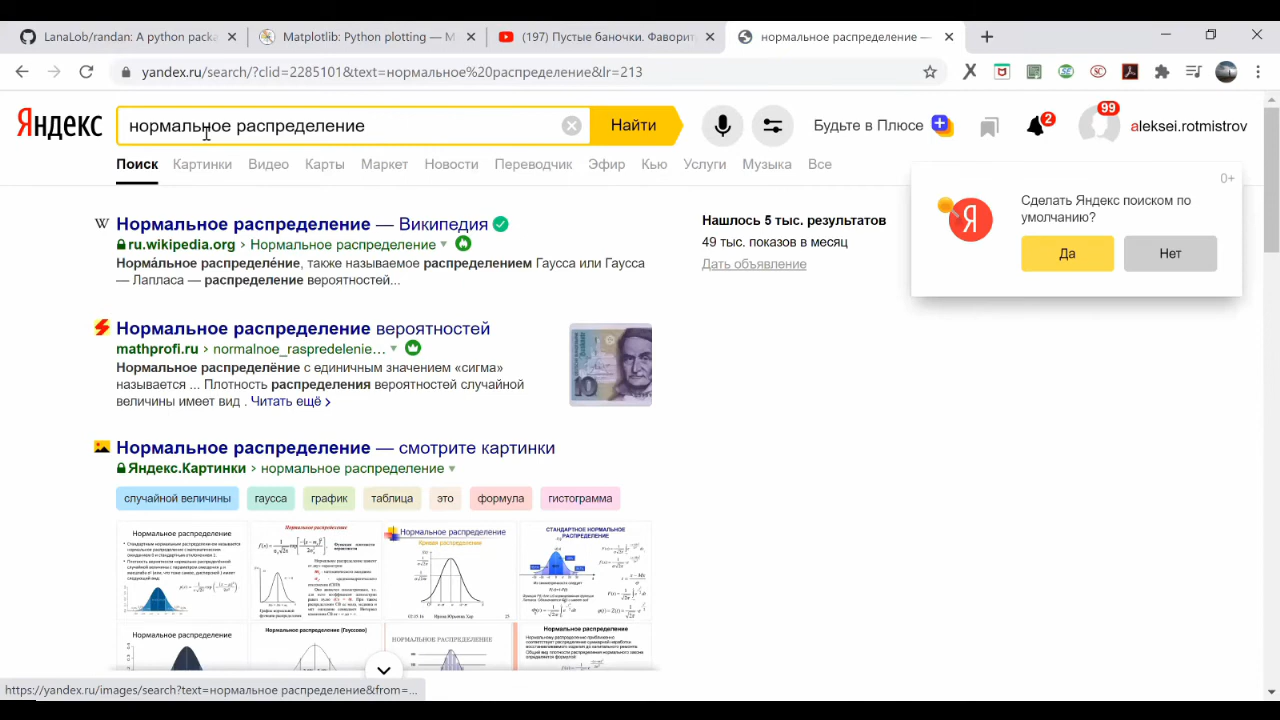 LanaLab/randan: A python packa
Matplotlib: Python plotting — M
(197) Пустые баночки. Фаворит
нормальное распределение —
yandex.ru/search/?clid=2285101&text=нормальное%20распределение&lr=213
Яндекс
нормальное распределение
Найти
Будьте в Плюсе
2
99
aleksei.rotmistrov
Поиск Картинки Видео Карты Маркет Новости Переводчик Эфир Кью Услуги Музыка Все
0+
Сделать Яндекс поиском по
умолчанию?
Да Нет
Нормальное распределение — Википедия
ru.wikipedia.org › Нормальное распределение
Норма́льное распределе́ние, также называемое распределением Гаусса или Гаусса
— Лапласа — распределение вероятностей...
Нашлось 5 тыс. результатов
49 тыс. показов в месяц
Дать объявление
Нормальное распределение вероятностей
mathprofi.ru › normalnoe_raspredelenie...
Нормальное распределёние с единичным значением «сигма»
называется ... Плотность распределения вероятностей случайной
величины имеет вид . Читать ещё ›
10
Нормальное распределение — смотрите картинки
Яндекс.Картинки › нормальное распределение
случайной величины гаусса график таблица это формула гистограмма
Нормальное распределение
Нормальное распределение
Нормальное распределение
СТАНДАРТНОЕ НОРМАЛЬНОЕ
РАСПРЕДЕЛЕНИЕ
Кривая распределения
Нормальное распределение
Нормальное распределение (Гауссово)
НОРМАЛЬНОЕ РАСПРЕДЕЛЕНИЕ
Нормальное распределение
https://yandex.ru/images/search?text=нормальное распределение&from=...